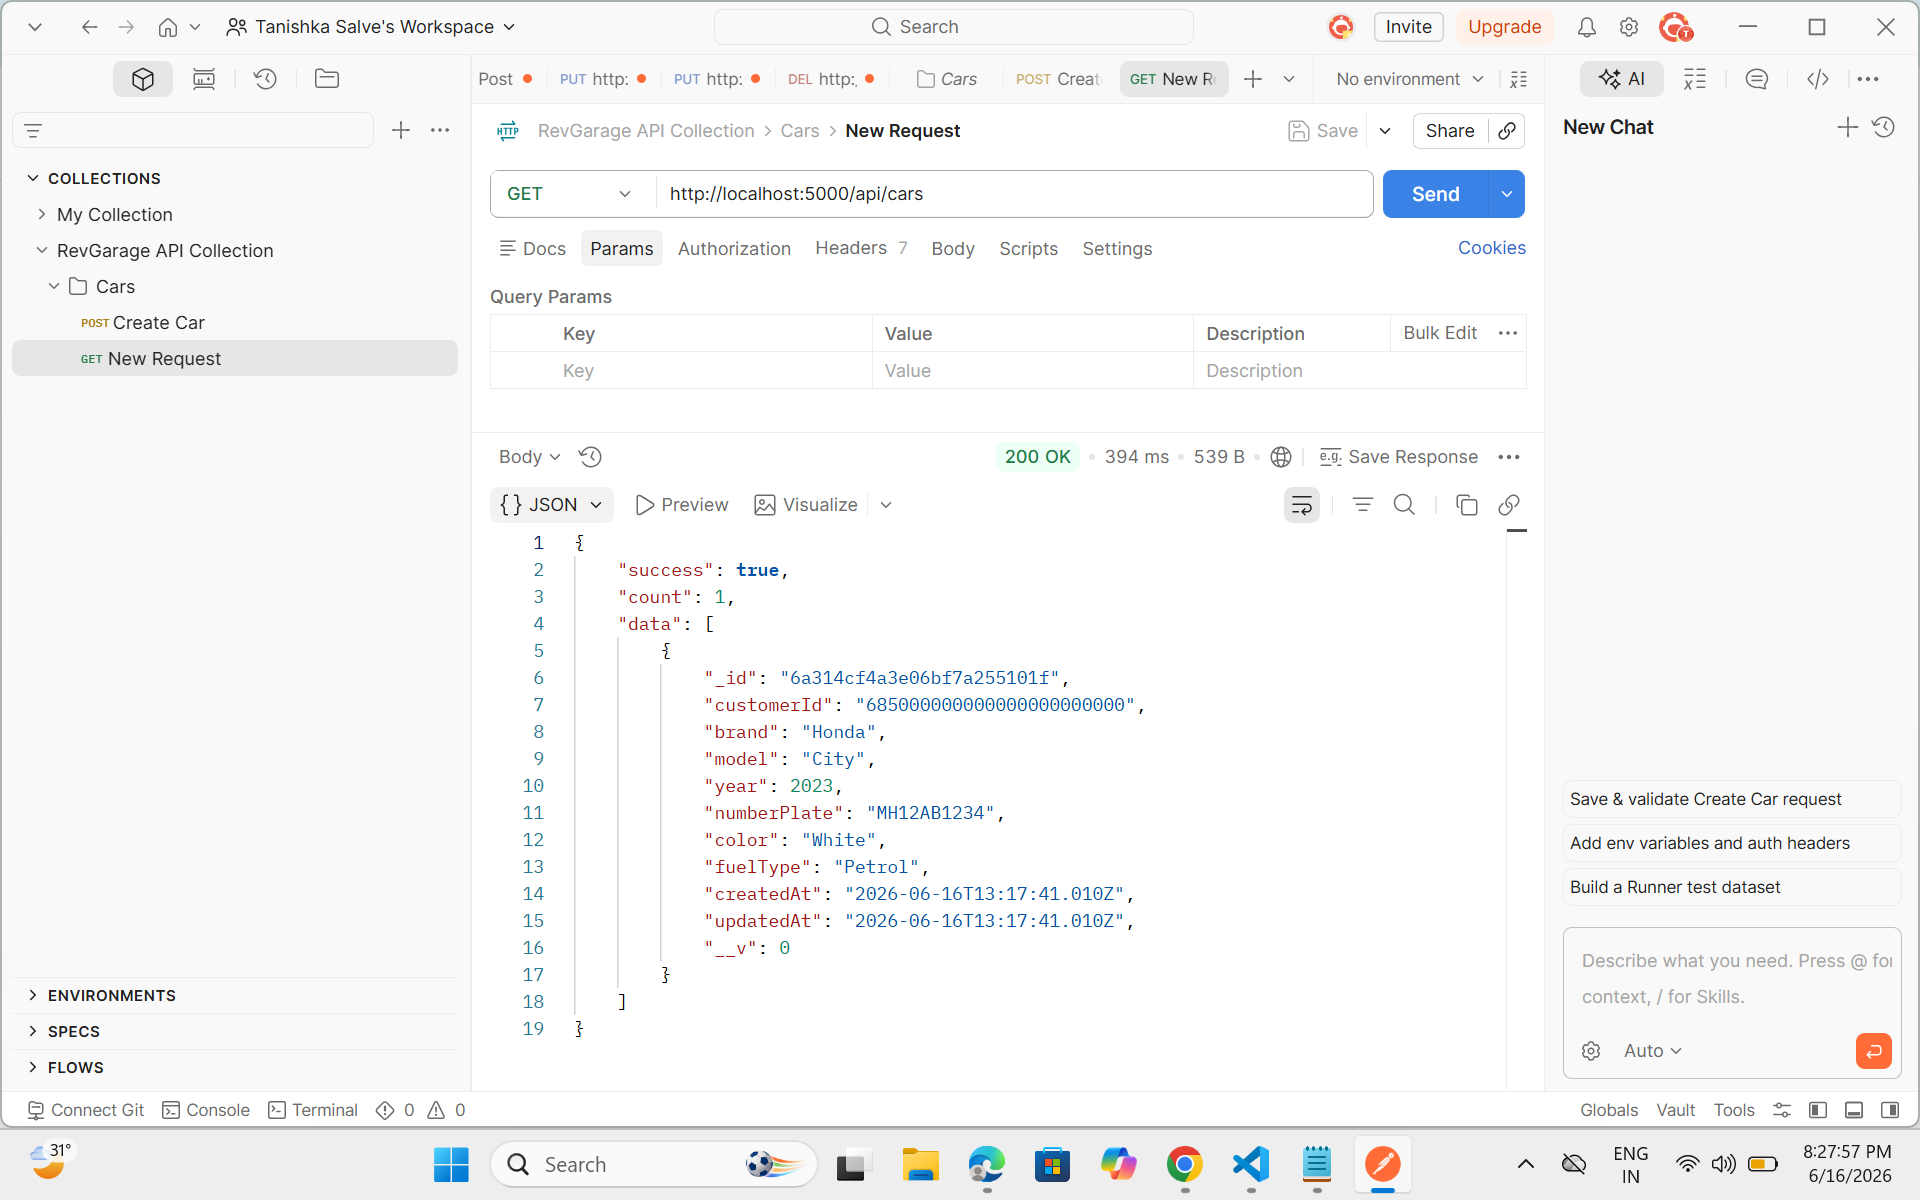 Tanishka Salve's Workspace
Search
Invite
Upgrade
Post
PUT http:
PUT http:
DEL http:,
Cars
POST Creat
GET New R
No environment
AI
HTTP
RevGarage API Collection > Cars > New Request
Save
Share
New Chat
COLLECTIONS
My Collection
RevGarage API Collection
Cars
POST Create Car
GET New Request
GET
http://localhost:5000/api/cars
Send
Docs
Params
Authorization
Headers 7
Body
Scripts
Settings
Cookies
Query Params
Key Value Description Bulk Edit
Key Value Description
Body
200 OK
394 ms
539 B
e.g. Save Response
{} JSON
Preview
Visualize
1 {
2 "success": true,
3 "count": 1,
4 "data": [
5 {
6 "_id": "6a314cf4a3e06bf7a255101f",
7 "customerId": "685000000000000000000000",
8 "brand": "Honda",
9 "model": "City",
10 "year": 2023,
11 "numberPlate": "MH12AB1234",
12 "color": "White",
13 "fuelType": "Petrol",
14 "createdAt": "2026-06-16T13:17:41.010Z",
15 "updatedAt": "2026-06-16T13:17:41.010Z",
16 "__v": 0
17 }
18 ]
19 }
Save & validate Create Car request
Add env variables and auth headers
Build a Runner test dataset
Describe what you need. Press @ for
context, / for Skills.
Auto
ENVIRONMENTS
SPECS
FLOWS
Connect Git
Console
Terminal
0
0
Globals
Vault
Tools
31°
Search
ENG
IN
8:27:57 PM
6/16/2026